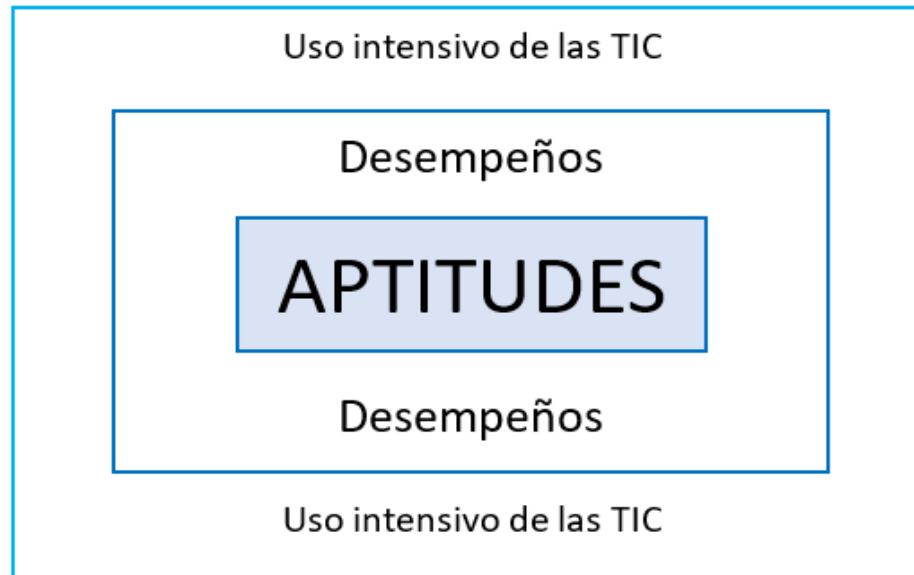 Uso intensivo de las TIC
Desempeños
APTITUDES
Desempeños
Uso intensivo de las TIC